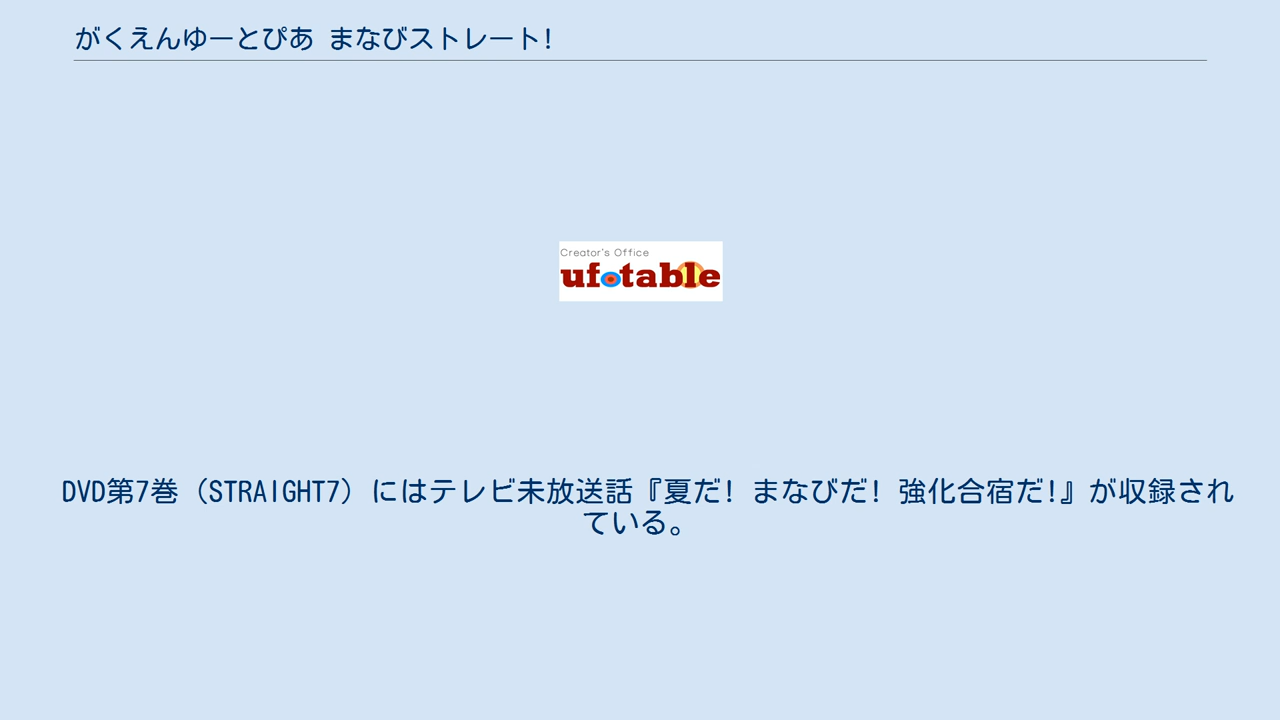 がくえんゆーとぴあ まなびストレート!
Creator's Office
ufotable
DVD第7巻（STRAIGHT7）にはテレビ未放送話『夏だ! まなびだ! 強化合宿だ!』が収録され
ている。